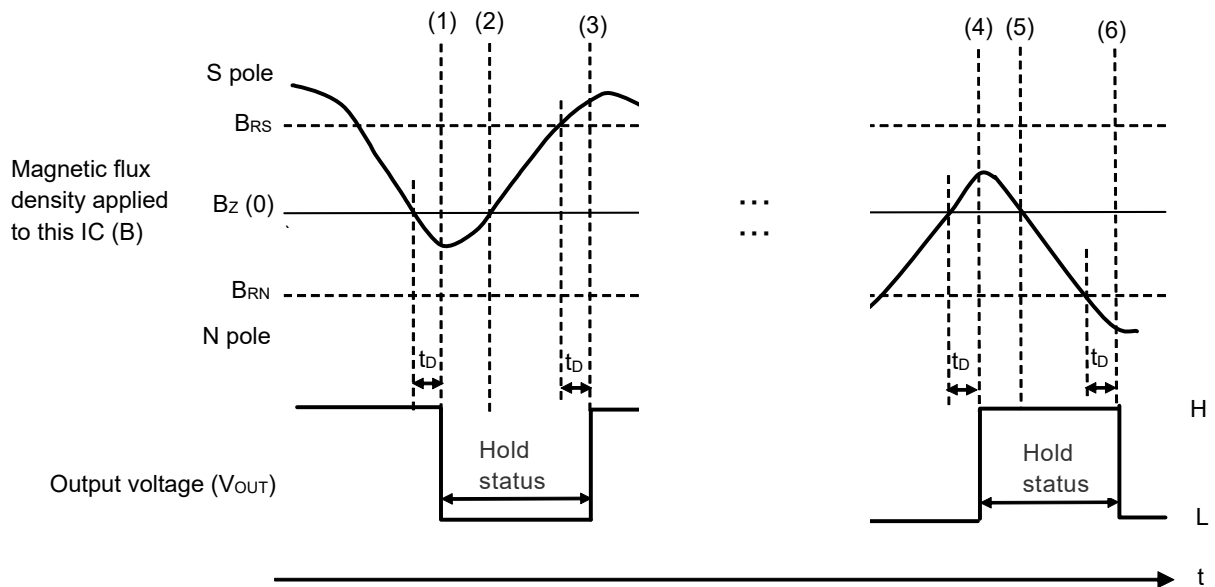 (1) (2) (3) (4) (5) (6)
S pole
BRS
Magnetic flux
density applied
to this IC (B)
BZ (0)
...
...
BRN
N pole
tD tD tD tD
H
Hold
status
Hold
status
Output voltage (VOUT)
L
t